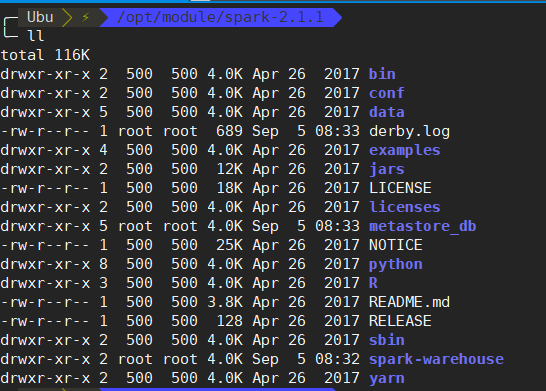 Ubu ⚡ /opt/module/spark-2.1.1
ll
total 116K
drwxr-xr-x 2  500  500 4.0K Apr 26  2017 bin
drwxr-xr-x 2  500  500 4.0K Apr 26  2017 conf
drwxr-xr-x 5  500  500 4.0K Apr 26  2017 data
-rw-r--r-- 1 root root  689 Sep  5 08:33 derby.log
drwxr-xr-x 4  500  500 4.0K Apr 26  2017 examples
drwxr-xr-x 2  500  500  12K Apr 26  2017 jars
-rw-r--r-- 1  500  500  18K Apr 26  2017 LICENSE
drwxr-xr-x 2  500  500 4.0K Apr 26  2017 licenses
drwxr-xr-x 5 root root 4.0K Sep  5 08:33 metastore_db
-rw-r--r-- 1  500  500  25K Apr 26  2017 NOTICE
drwxr-xr-x 8  500  500 4.0K Apr 26  2017 python
drwxr-xr-x 3  500  500 4.0K Apr 26  2017 R
-rw-r--r-- 1  500  500 3.8K Apr 26  2017 README.md
-rw-r--r-- 1  500  500  128 Apr 26  2017 RELEASE
drwxr-xr-x 2  500  500 4.0K Apr 26  2017 sbin
drwxr-xr-x 2 root root 4.0K Sep  5 08:32 spark-warehouse
drwxr-xr-x 2  500  500 4.0K Apr 26  2017 yarn